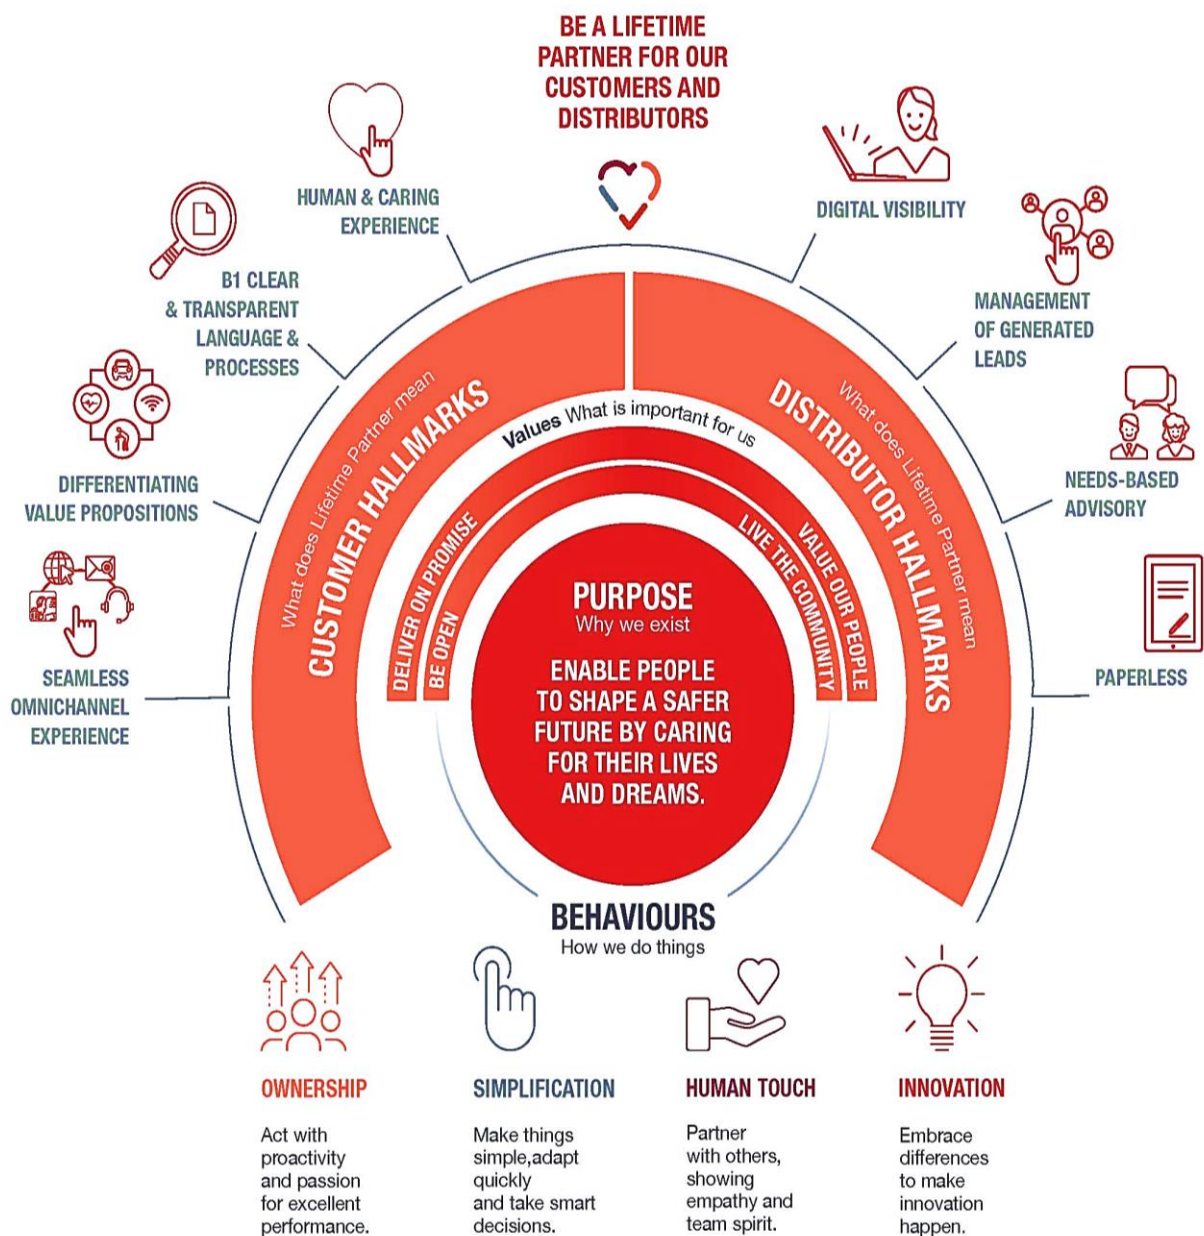 BE A LIFETIME
PARTNER FOR OUR
CUSTOMERS AND
DISTRIBUTORS
HUMAN & CARING
EXPERIENCE
B1 CLEAR
& TRANSPARENT
LANGUAGE &
PROCESSES
DIFFERENTIATING
VALUE PROPOSITIONS
SEAMLESS
OMNICHANNEL
EXPERIENCE
DIGITAL VISIBILITY
MANAGEMENT
OF GENERATED
LEADS
NEEDS-BASED
ADVISORY
PAPERLESS
What does Lifetime Partner mean
CUSTOMER HALLMARKS
What does Lifetime Partner mean
DISTRIBUTOR HALLMARKS
Values What is important for us
DELIVER ON PROMISE
VALUE OUR PEOPLE
BE OPEN
LIVE THE COMMUNITY
PURPOSE
Why we exist
ENABLE PEOPLE
TO SHAPE A SAFER
FUTURE BY CARING
FOR THEIR LIVES
AND DREAMS.
BEHAVIOURS
How we do things
OWNERSHIP
Act with
proactivity
and passion
for excellent
performance.
SIMPLIFICATION
Make things
simple,adapt
quickly
and take smart
decisions.
HUMAN TOUCH
Partner
with others,
showing
empathy and
team spirit.
INNOVATION
Embrace
differences
to make
innovation
happen.